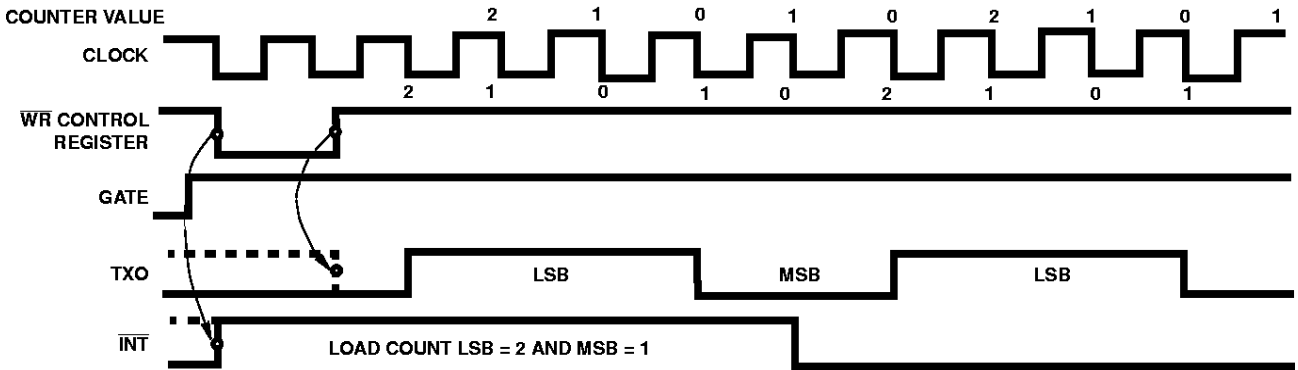 COUNTER VALUE 2 1 0 1 0 2 1 0 1
CLOCK
2 1 0 1 0 2 1 0 1
WR CONTROL
REGISTER
GATE
TXO LSB MSB LSB
INT LOAD COUNT LSB = 2 AND MSB = 1